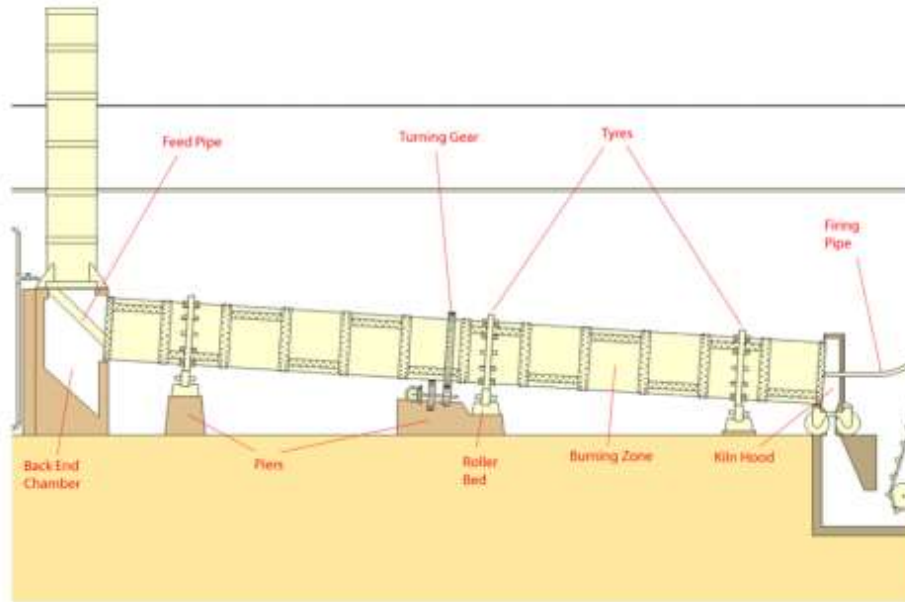 Feed Pipe
Turning Gear
Tyres
Firing
Pipe
Back End
Chamber
Piers
Roller
Bed
Burning Zone
Kiln Hood